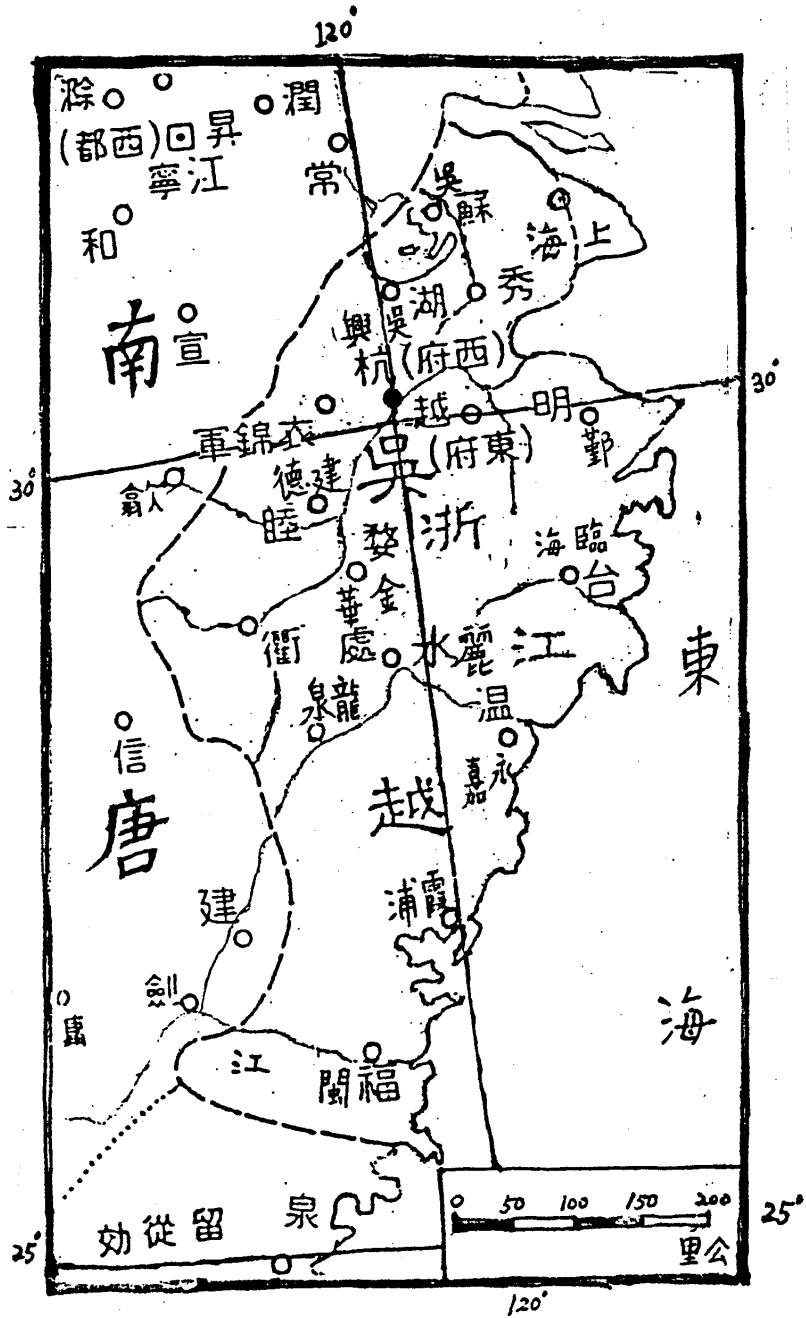 120°
滁
潤
(都西)昇
寧江
常
和
吳
蘇
海上
南
宣
秀
興吳湖
杭(府西)
30°
越
明
軍錦衣
吳
(府東)
鄞
30°
歙
德建
睦
浙
婺
海臨
金
台
華
衢
處
水麗
江
東
泉龍
温
信
嘉永
越
唐
建
浦霞
劍
海
江
閩福
0 50 100 150 200
公里
25°
効從留
泉
25°
120°